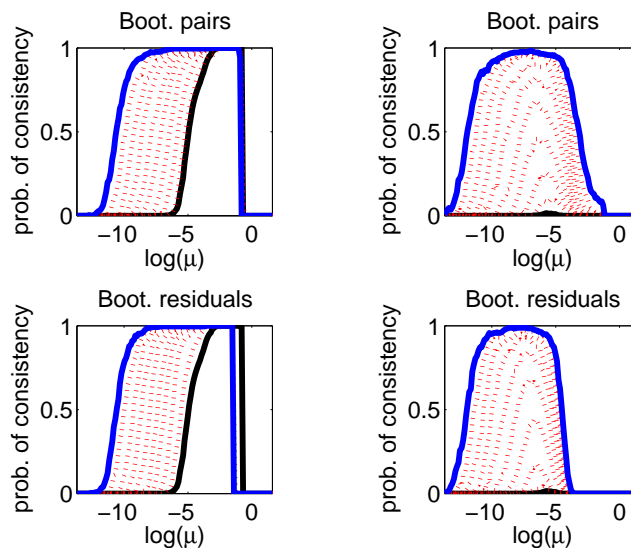 Boot. pairs
prob. of consistency
1
0.5
0
−10
−5
0
log(μ)
Boot. pairs
prob. of consistency
1
0.5
0
−10
−5
0
log(μ)
Boot. residuals
prob. of consistency
1
0.5
0
−10
−5
0
log(μ)
Boot. residuals
prob. of consistency
1
0.5
0
−10
−5
0
log(μ)